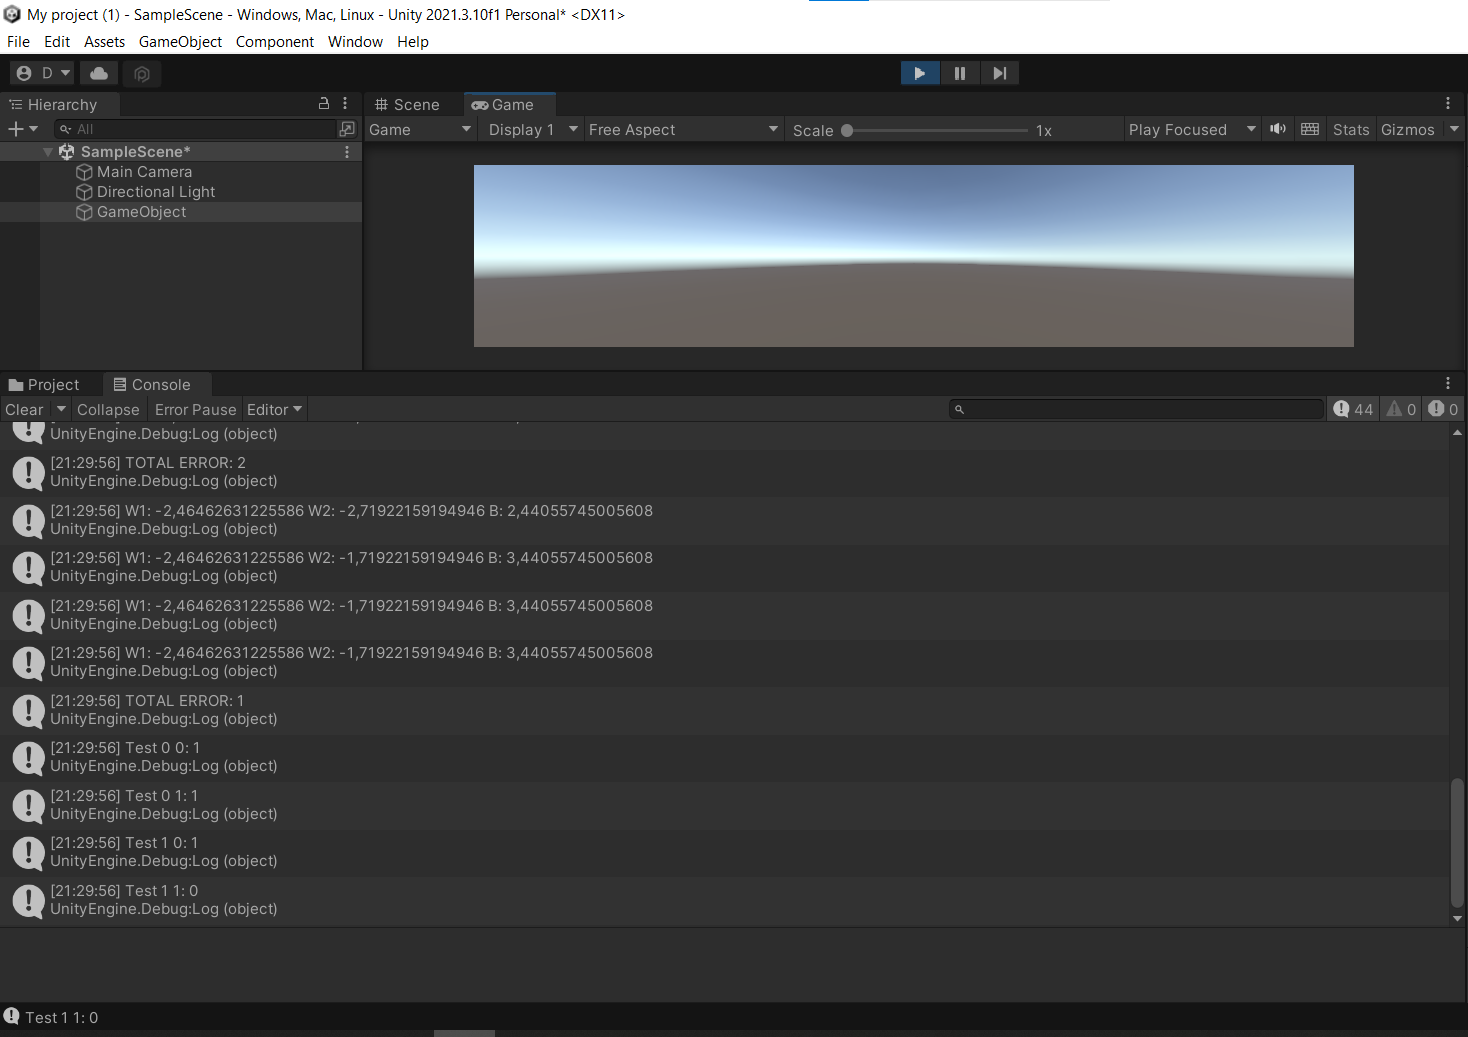 My project (1) - SampleScene - Windows, Mac, Linux - Unity 2021.3.10f1 Personal* <DX11>
File Edit Assets GameObject Component Window Help
D
Hierarchy
All
SampleScene*
Main Camera
Directional Light
GameObject
Scene Game
Game Display 1 Free Aspect Scale 1x Play Focused Stats Gizmos
Project Console
Clear Collapse Error Pause Editor 44 0 0
UnityEngine.Debug:Log (object)
[21:29:56] TOTAL ERROR: 2
UnityEngine.Debug:Log (object)
[21:29:56] W1: -2,46462631225586 W2: -2,71922159194946 B: 2,44055745005608
UnityEngine.Debug:Log (object)
[21:29:56] W1: -2,46462631225586 W2: -1,71922159194946 B: 3,44055745005608
UnityEngine.Debug:Log (object)
[21:29:56] W1: -2,46462631225586 W2: -1,71922159194946 B: 3,44055745005608
UnityEngine.Debug:Log (object)
[21:29:56] W1: -2,46462631225586 W2: -1,71922159194946 B: 3,44055745005608
UnityEngine.Debug:Log (object)
[21:29:56] TOTAL ERROR: 1
UnityEngine.Debug:Log (object)
[21:29:56] Test 0 0: 1
UnityEngine.Debug:Log (object)
[21:29:56] Test 0 1: 1
UnityEngine.Debug:Log (object)
[21:29:56] Test 1 0: 1
UnityEngine.Debug:Log (object)
[21:29:56] Test 1 1: 0
UnityEngine.Debug:Log (object)
Test 1 1: 0